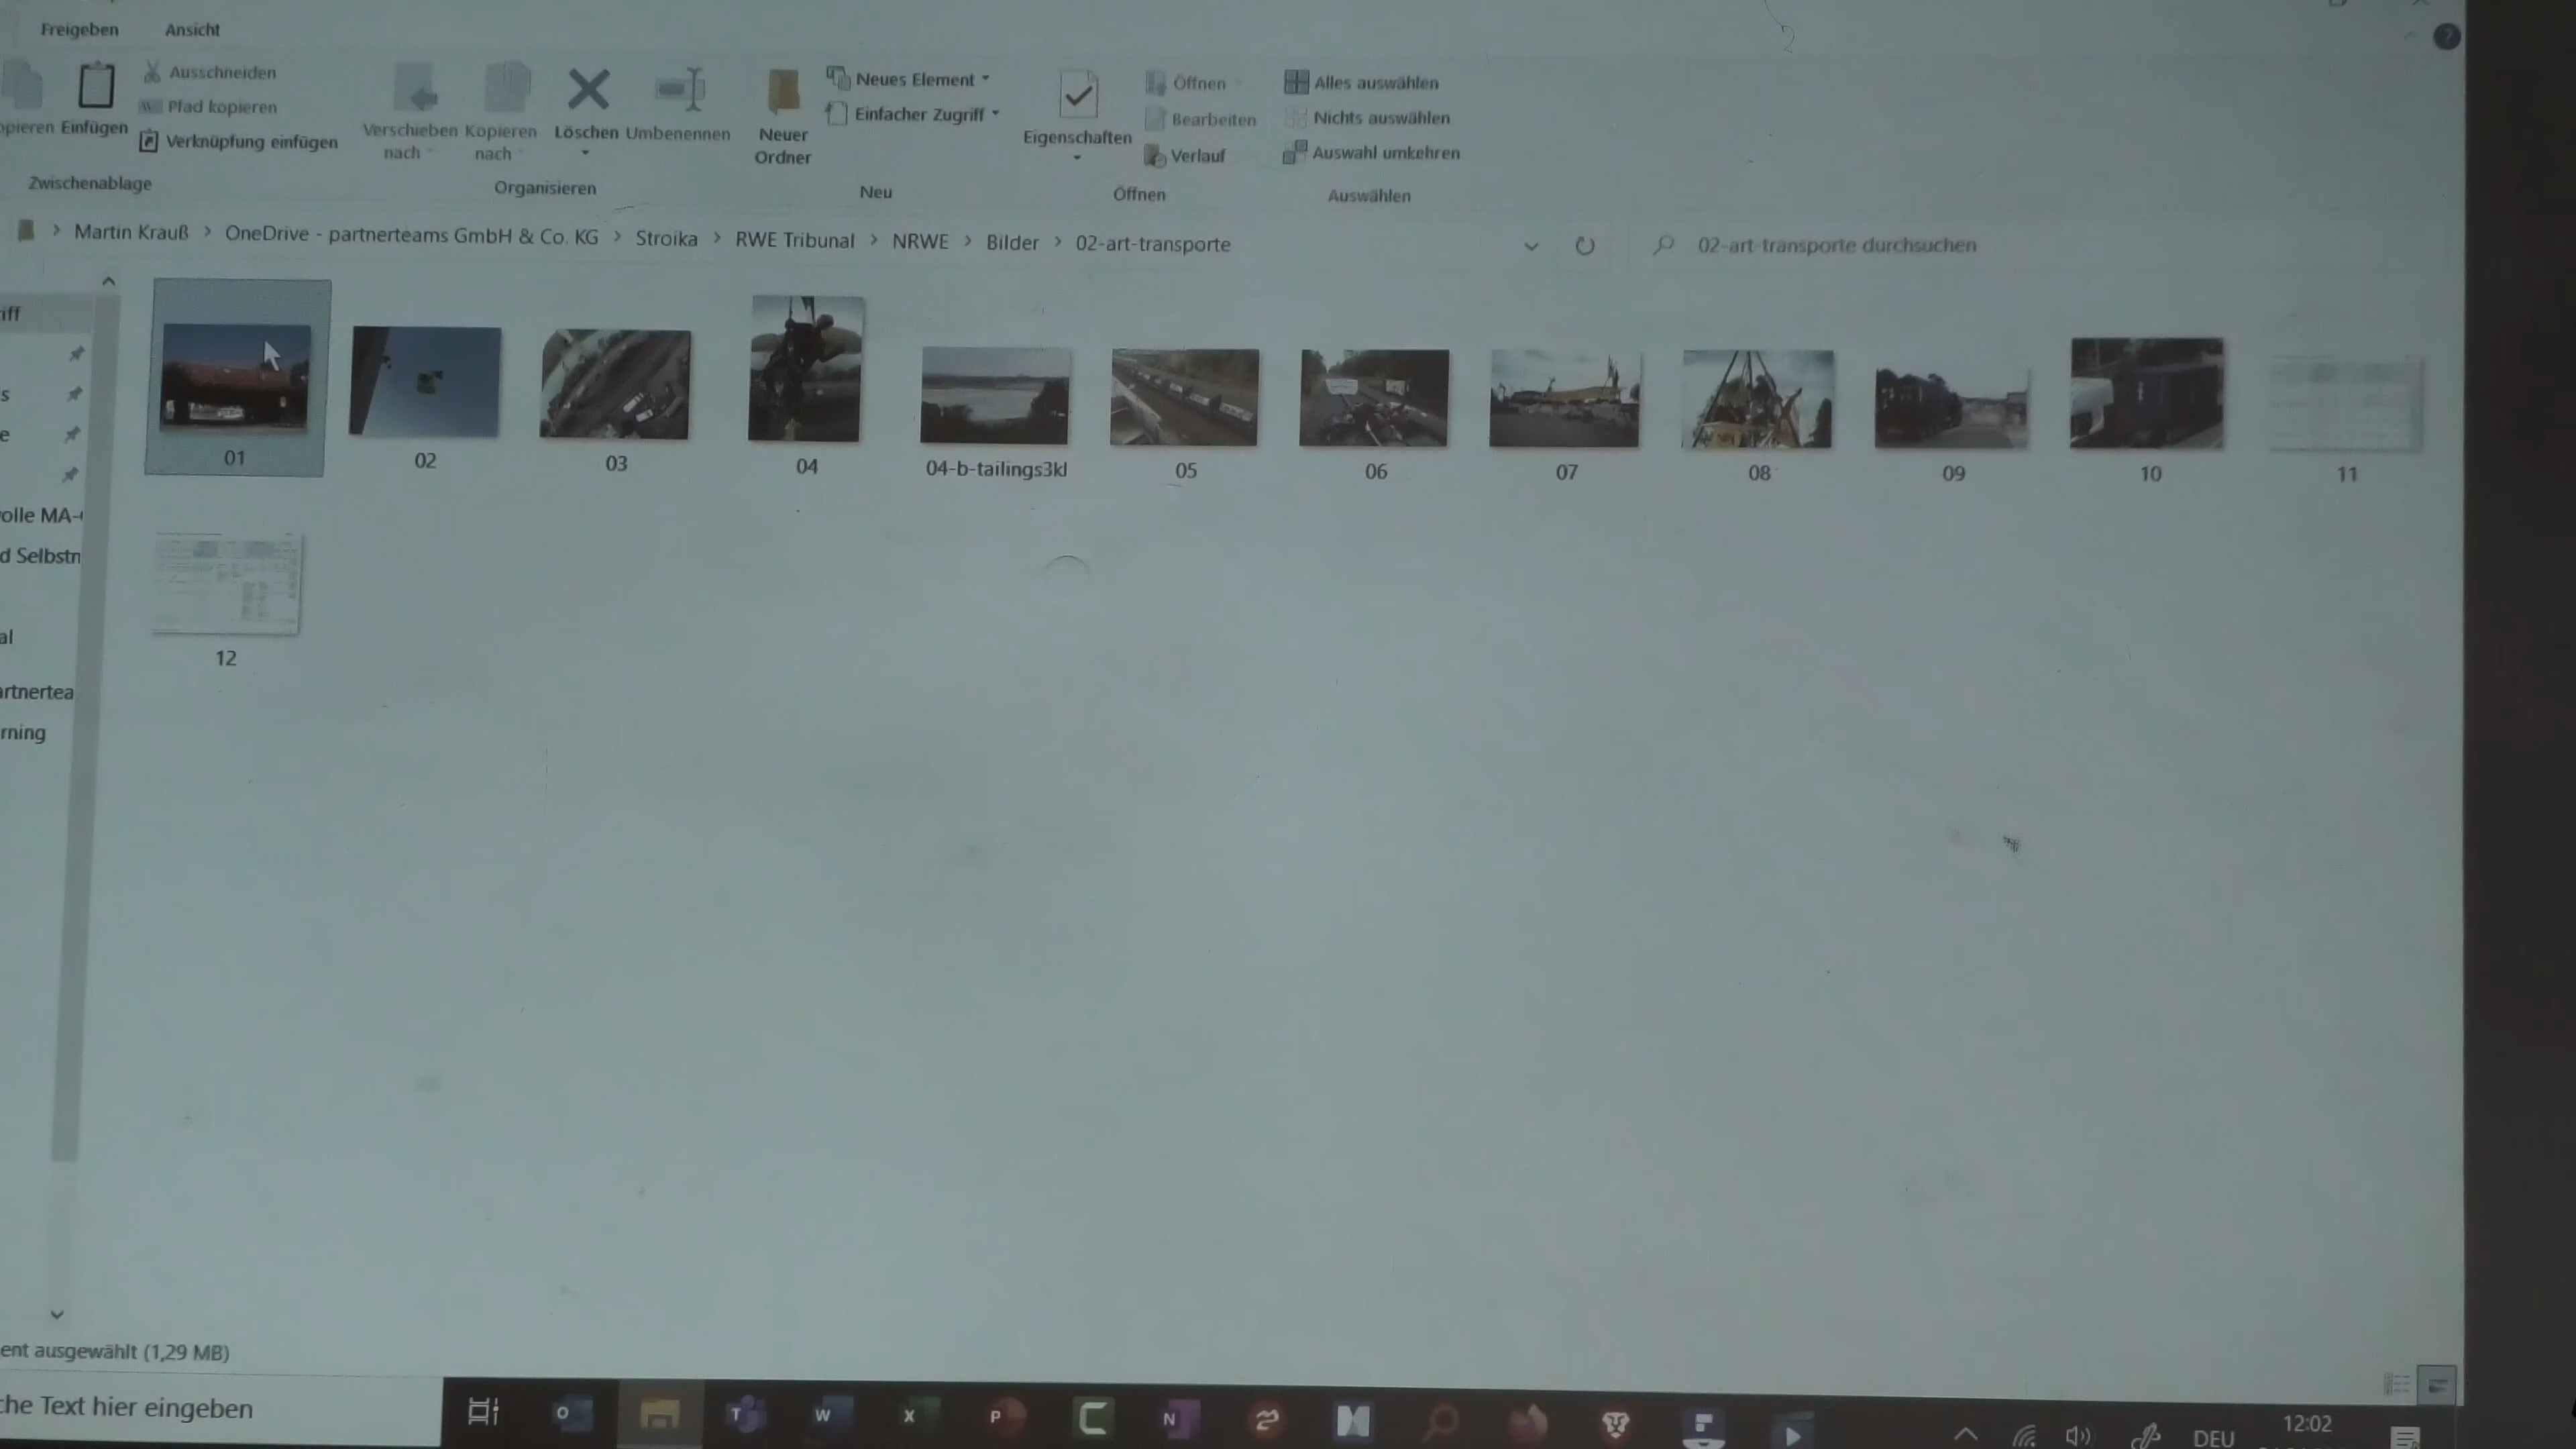 Freigeben Ansicht
Ausschneiden
Pfad kopieren
Verknüpfung einfügen
opieren Einfügen
Zwischenablage
Verschieben nach
Kopieren nach
Löschen
Umbenennen
Organisieren
Neuer Ordner
Neues Element
Einfacher Zugriff
Neu
Eigenschaften
Öffnen
Bearbeiten
Verlauf
Öffnen
Alles auswählen
Nichts auswählen
Auswahl umkehren
Auswählen
> Martin Krauß > OneDrive - partnerteams GmbH & Co. KG > Stroika > RWE Tribunal > NRWE > Bilder > 02-art-transporte
02-art-transporte durchsuchen
iff
s
e
olle MA-
d Selbstn
al
artnertea
rning
01 02 03 04 04-b-tailings3kl 05 06 07 08 09 10 11
12
ent ausgewählt (1,29 MB)
che Text hier eingeben
O T W X P N
DEU
12:02